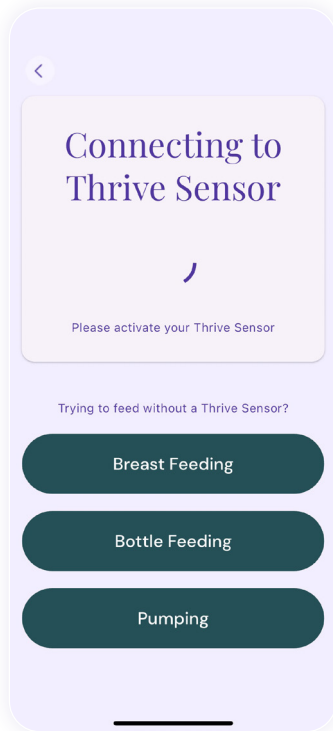 Connecting to
Thrive Sensor
Please activate your Thrive Sensor
Trying to feed without a Thrive Sensor?
Breast Feeding
Bottle Feeding
Pumping